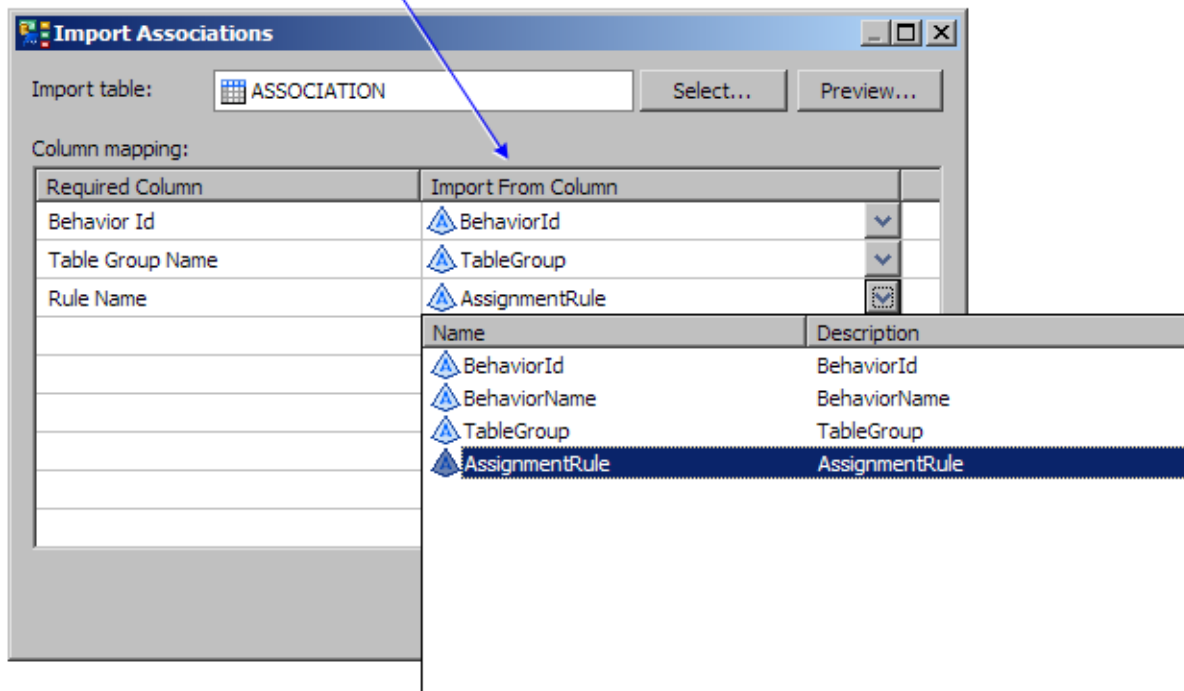 Import Associations
Import table: ASSOCIATION Select... Preview...
Column mapping:
Required Column Import From Column
Behavior Id BehaviorId
Table Group Name TableGroup
Rule Name AssignmentRule
Name Description
BehaviorId BehaviorId
BehaviorName BehaviorName
TableGroup TableGroup
AssignmentRule AssignmentRule